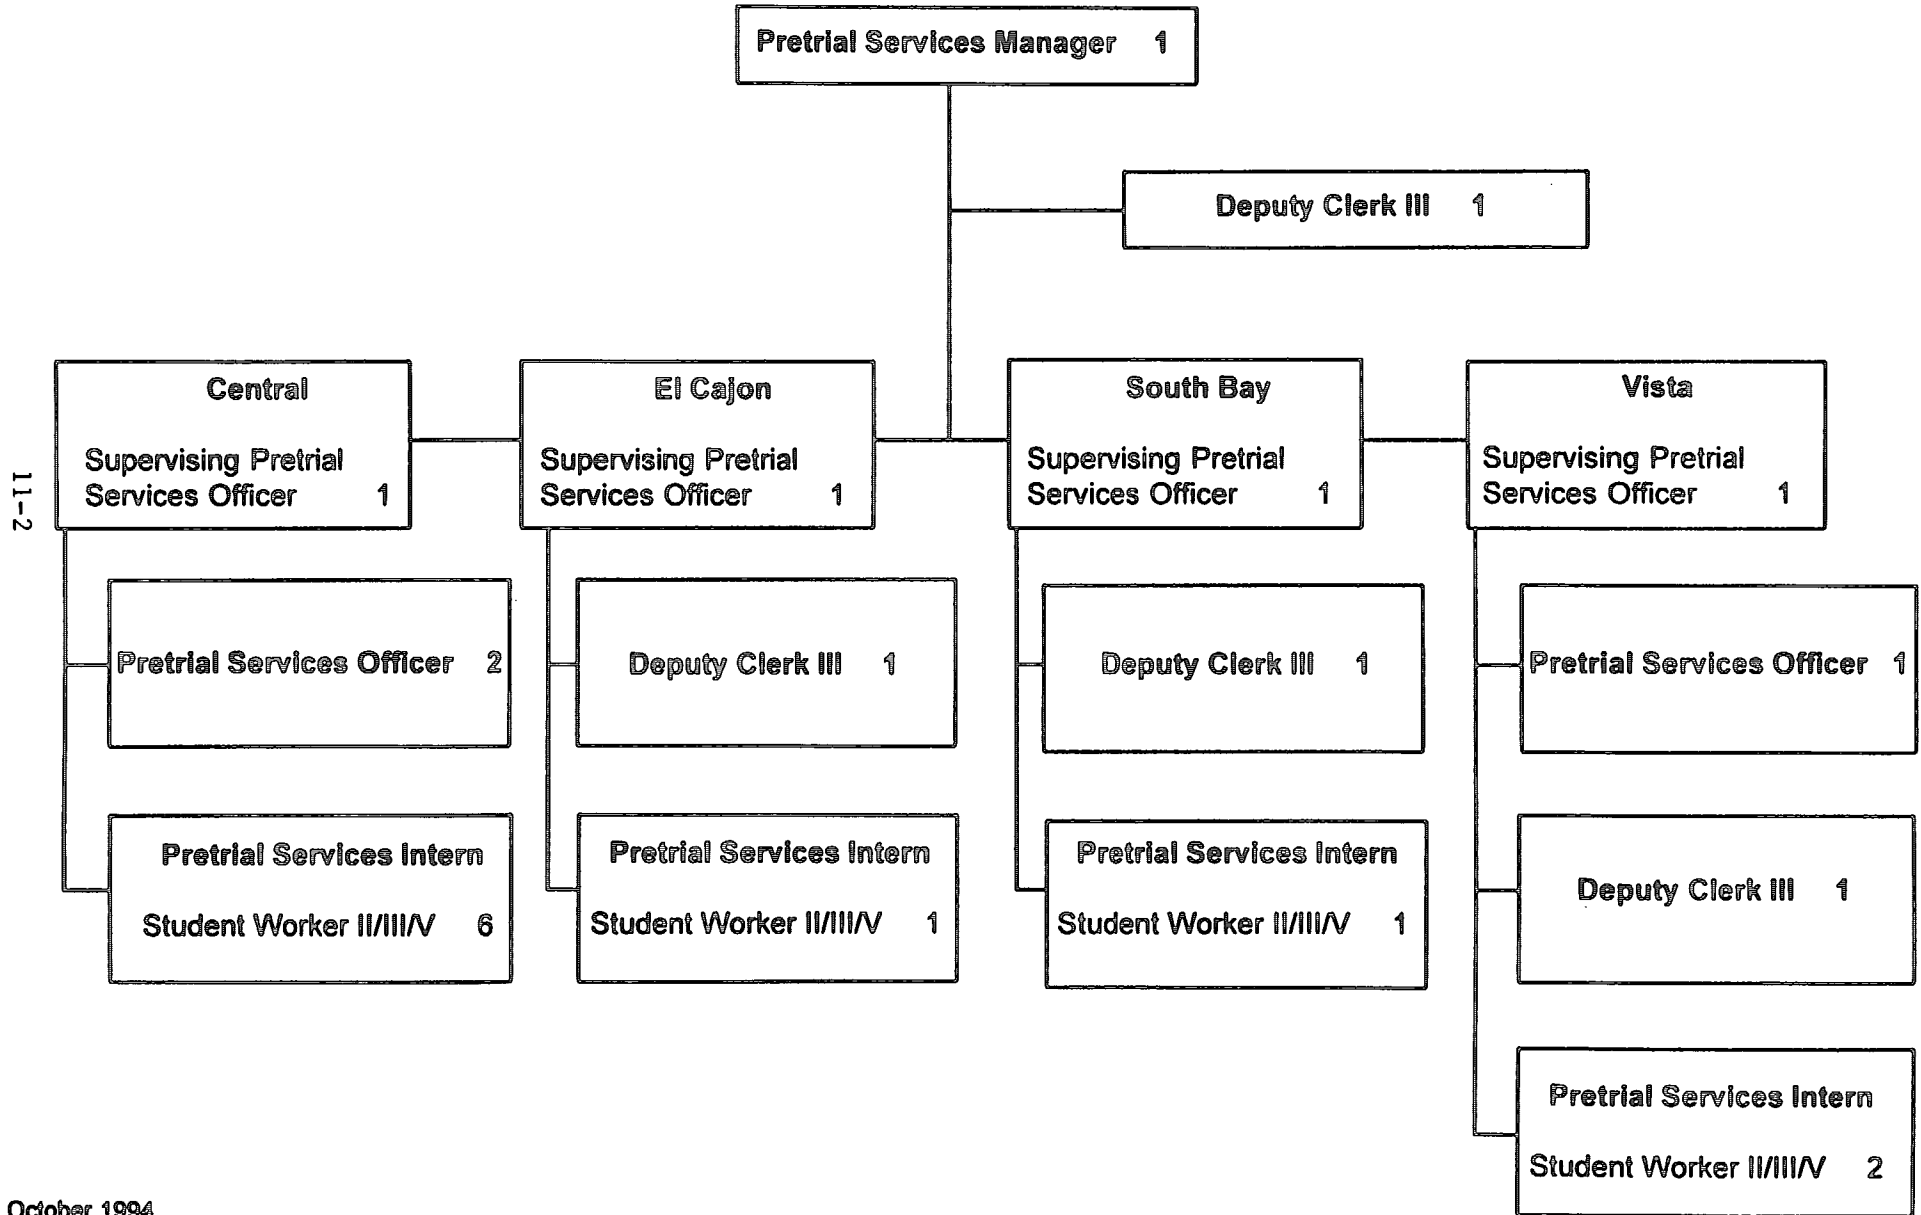 Pretrial Services Manager 1
Deputy Clerk III 1
Central
Supervising Pretrial
Services Officer 1
Pretrial Services Officer 2
Pretrial Services Intern
Student Worker II/III/V 6
El Cajon
Supervising Pretrial
Services Officer 1
Deputy Clerk III 1
Pretrial Services Intern
Student Worker II/III/V 1
South Bay
Supervising Pretrial
Services Officer 1
Deputy Clerk III 1
Pretrial Services Intern
Student Worker II/III/V 1
Vista
Supervising Pretrial
Services Officer 1
Pretrial Services Officer 1
Deputy Clerk III 1
Pretrial Services Intern
Student Worker II/III/V 2
11-2
October 1994